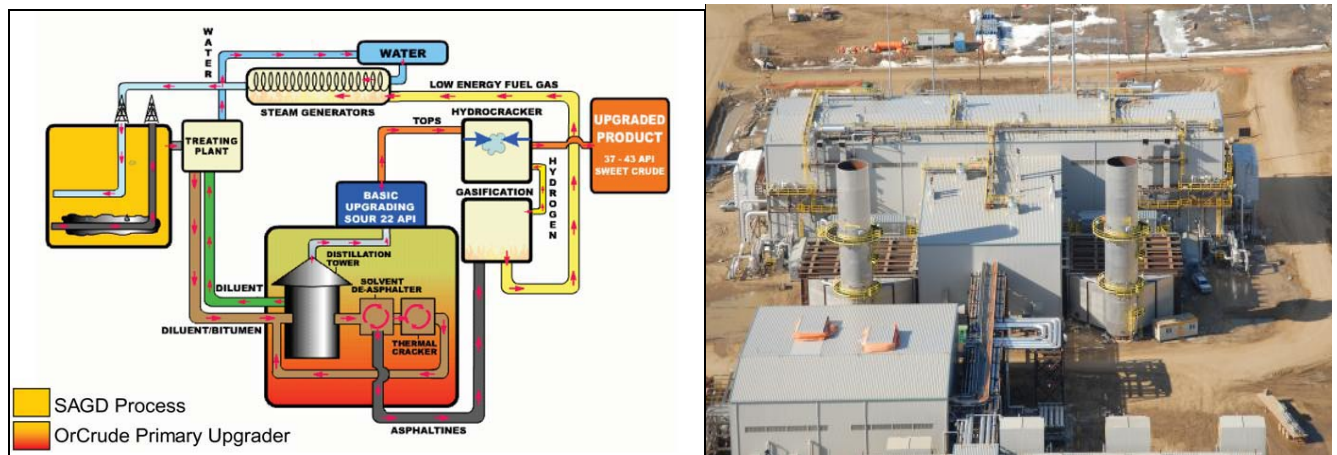 WATER
WATER
LOW ENERGY FUEL GAS
STEAM GENERATORS
HYDROCRACKER
TOPS
UPGRADED
PRODUCT
37 - 43 API
SWEET CRUDE
TREATING
PLANT
HYDROGEN
GASIFICATION
BASIC
UPGRADING
SOUR 22 API
DISTILLATION
TOWER
SOLVENT
DE-ASPHALTER
DILUENT
DILUENT/BITUMEN
THERMAL
CRACKER
ASPHALTINES
SAGD Process
OrCrude Primary Upgrader